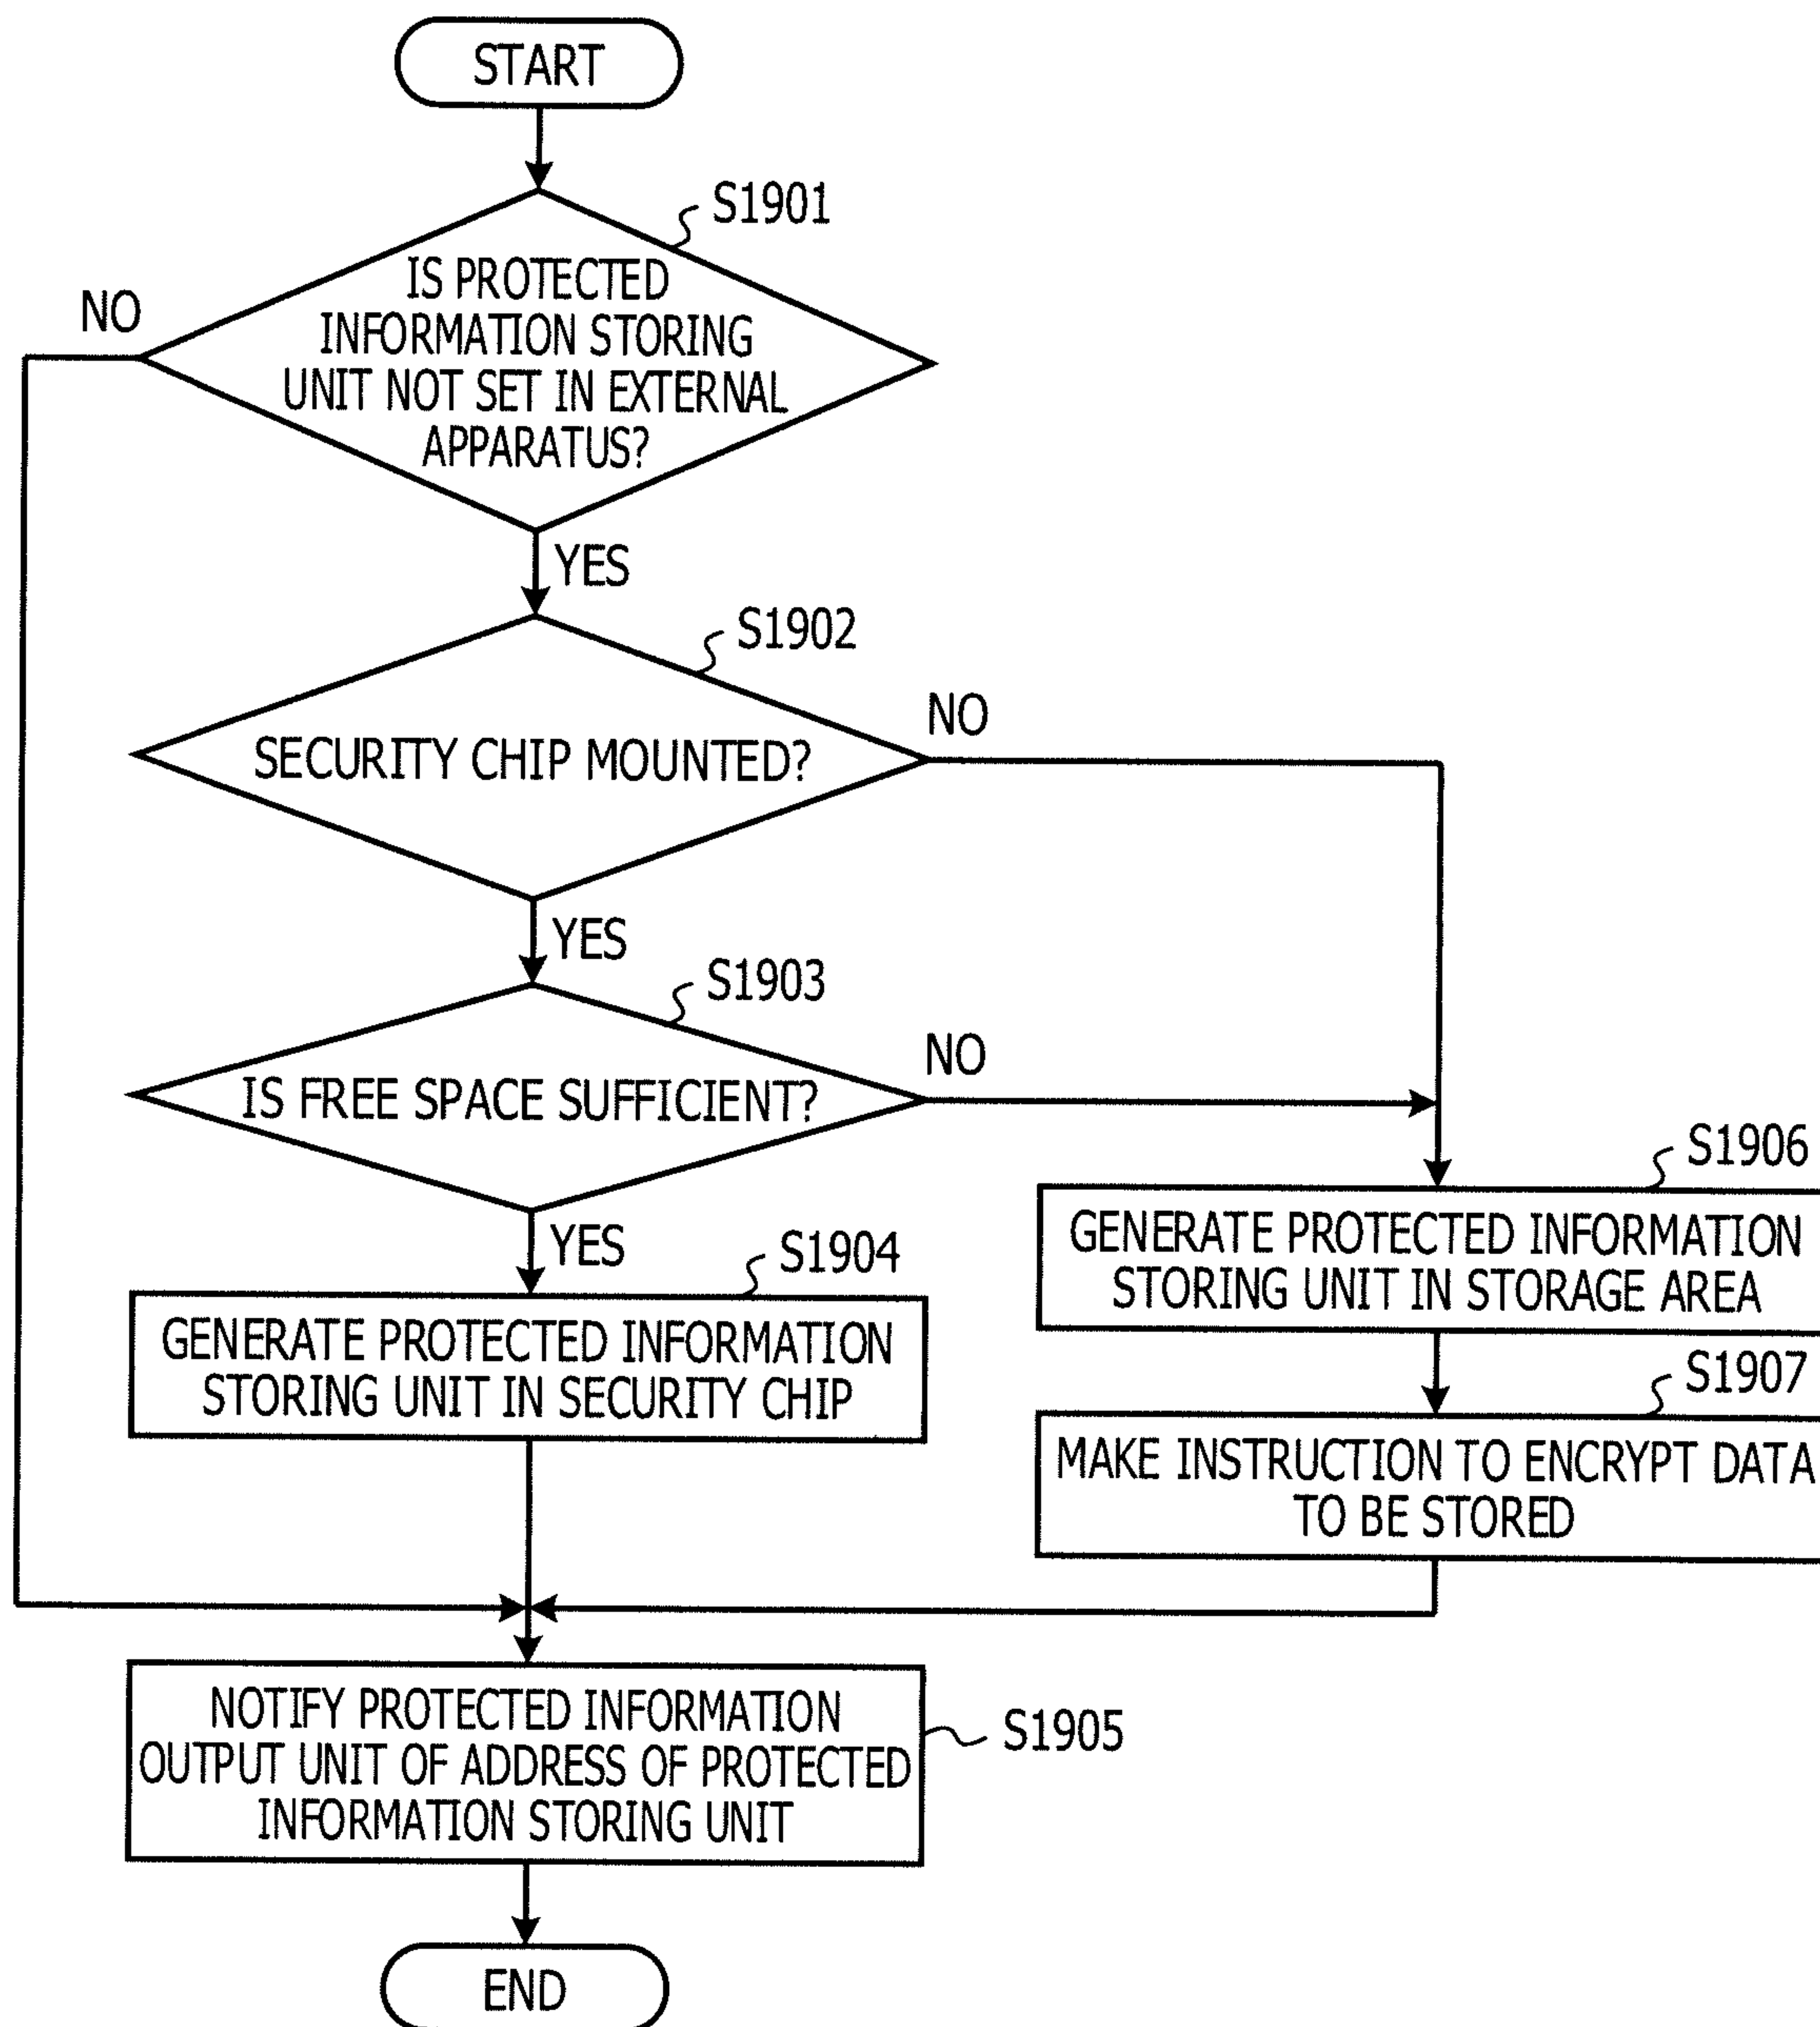 START
S1901
IS PROTECTED
INFORMATION STORING
UNIT NOT SET IN EXTERNAL
APPARATUS?
NO
YES
S1902
SECURITY CHIP MOUNTED?
NO
YES
S1903
IS FREE SPACE SUFFICIENT?
NO
YES
S1904
GENERATE PROTECTED INFORMATION
STORING UNIT IN SECURITY CHIP
S1906
GENERATE PROTECTED INFORMATION
STORING UNIT IN STORAGE AREA
S1907
MAKE INSTRUCTION TO ENCRYPT DATA
TO BE STORED
NOTIFY PROTECTED INFORMATION
OUTPUT UNIT OF ADDRESS OF PROTECTED
INFORMATION STORING UNIT
S1905
END